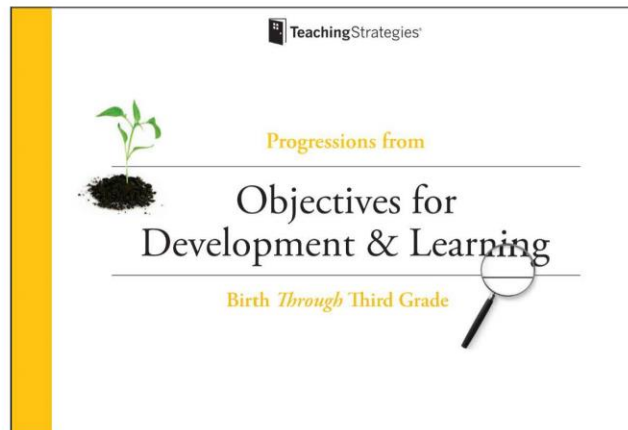 TeachingStrategies®
Progressions from
Objectives for
Development & Learning
Birth Through Third Grade